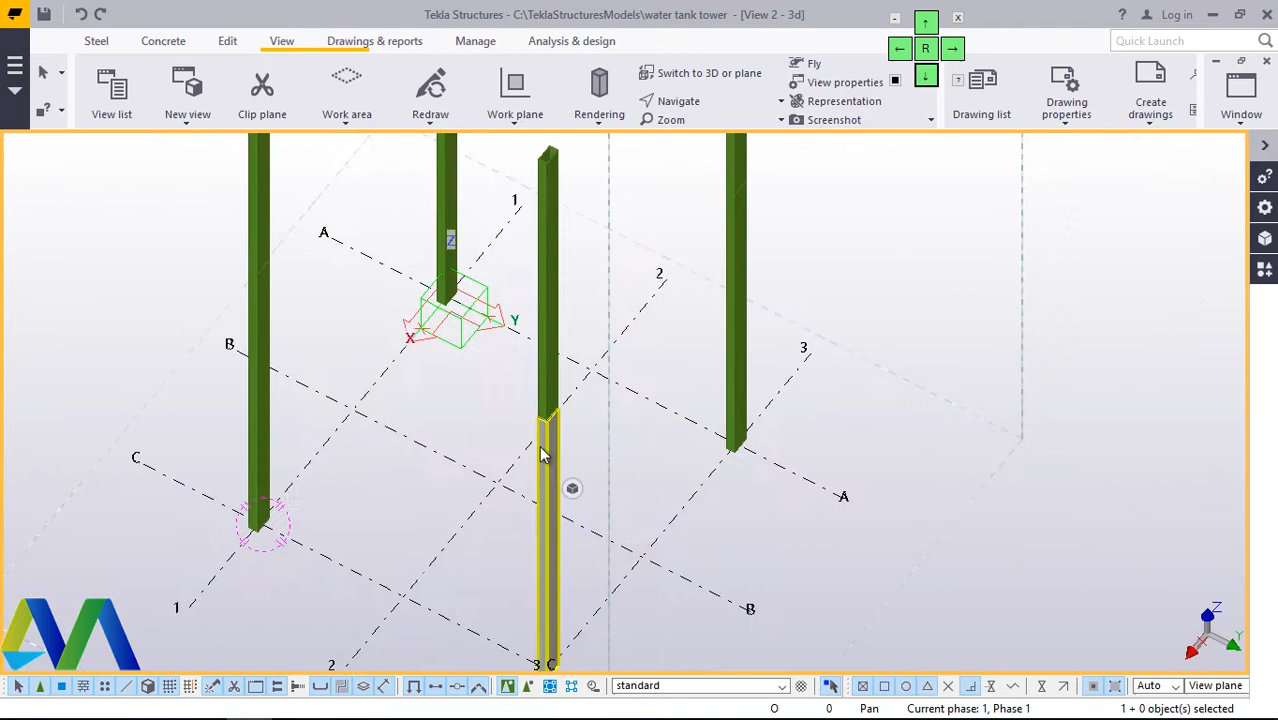 Tekla Structures - C:\TeklaStructuresModels\water tank tower - [View 2 - 3d]
Log in
Steel
Concrete
Edit
View
Drawings & reports
Manage
Analysis & design
R
Quick Launch
View list
New view
Clip plane
Work area
Redraw
Work plane
Rendering
Switch to 3D or plane
Navigate
Zoom
Fly
View properties
Representation
Screenshot
Drawing list
Drawing properties
Create drawings
Window
1
A
Z
2
Y
X
B
3
C
A
B
1
2
3 C
Z
Y
X
standard
Auto
View plane
O
0
Pan
Current phase: 1, Phase 1
1 + 0 object(s) selected